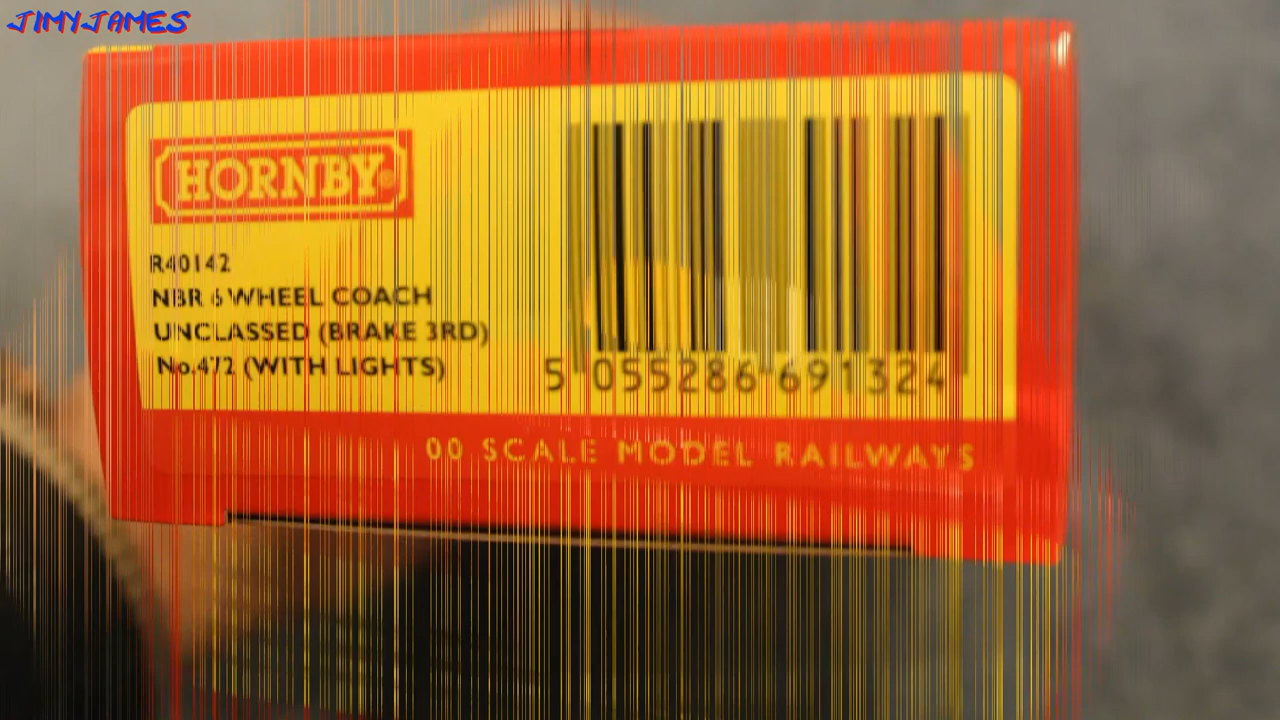 JIMYJAMES
HORNBY®
R40142
NBR 6 WHEEL COACH
UNCLASSED (BRAKE 3RD)
No.472 (WITH LIGHTS)
5 055286 691324
00 SCALE MODEL RAILWAYS